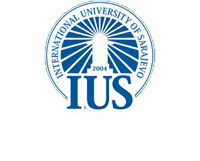 INTERNATIONAL UNIVERSITY OF SARAJEVO
2004
IUS